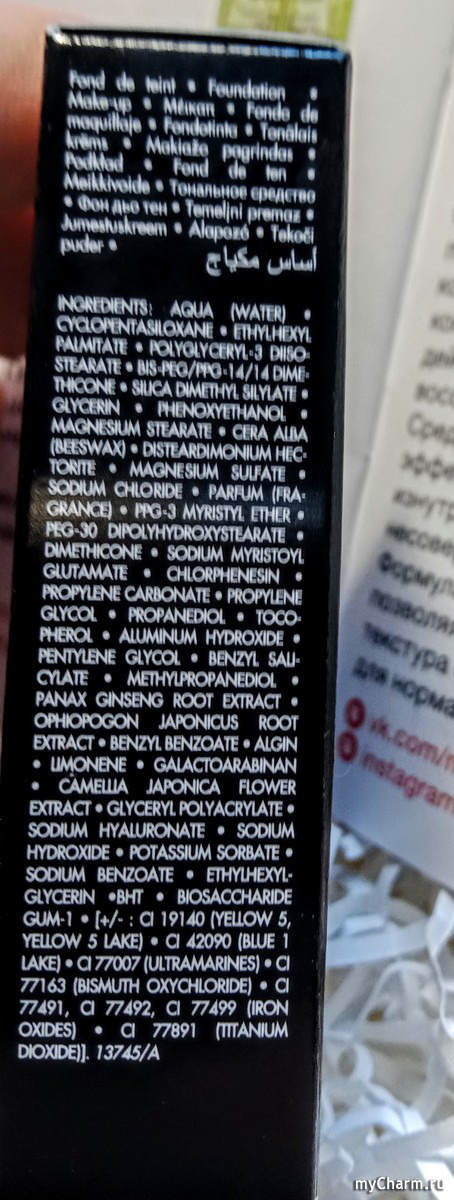 Fond de teint • Foundation •
Make-up • Мakап • Fondo de
maquillaje • Fondotinta • Tonālais
krēms • Makiažo pagrindas •
Podkład • Fond de ten •
Meikkivoide • Тональное средство
• Фон дьо тен • Temeljni premaz •
Jumestuskreem • Alapozó • Tekoči
puder • أساس مكياج
INGREDIENTS: AQUA (WATER) •
CYCLOPENTASILOXANE • ETHYLHEXYL
PALMITATE • POLYGLYCERYL-3 DIISO-
STEARATE • BIS-PEG/PPG-14/14 DIME-
THICONE • SILICA DIMETHYL SILYLATE •
GLYCERIN • PHENOXYETHANOL •
MAGNESIUM STEARATE • CERA ALBA
(BEESWAX) • DISTEARDIMONIUM HEC-
TORITE • MAGNESIUM SULFATE •
SODIUM CHLORIDE • PARFUM (FRA-
GRANCE) • PPG-3 MYRISTYL ETHER •
PEG-30 DIPOLYHYDROXYSTEARATE •
DIMETHICONE • SODIUM MYRISTOYL
GLUTAMATE • CHLORPHENESIN •
PROPYLENE CARBONATE • PROPYLENE
GLYCOL • PROPANEDIOL • TOCO-
PHEROL • ALUMINUM HYDROXIDE •
PENTYLENE GLYCOL • BENZYL SALI-
CYLATE • METHYLPROPANEDIOL •
PANAX GINSENG ROOT EXTRACT •
OPHIOPOGON JAPONICUS ROOT
EXTRACT • BENZYL BENZOATE • ALGIN
• LIMONENE • GALACTOARABINAN
• CAMELLIA JAPONICA FLOWER
EXTRACT • GLYCERYL POLYACRYLATE •
SODIUM HYALURONATE • SODIUM
HYDROXIDE • POTASSIUM SORBATE •
SODIUM BENZOATE • ETHYLHEXYL-
GLYCERIN •BHT • BIOSACCHARIDE
GUM-1 • [+/- : CI 19140 (YELLOW 5,
YELLOW 5 LAKE) • CI 42090 (BLUE 1
LAKE) • CI 77007 (ULTRAMARINES) • CI
77163 (BISMUTH OXYCHLORIDE) • CI
77491, CI 77492, CI 77499 (IRON
OXIDES) • CI 77891 (TITANIUM
DIOXIDE)]. 13745/A
изнутр
несовер
Формула
позволя
текстура
для норма
vk.com/m
instagram
myCharm.ru